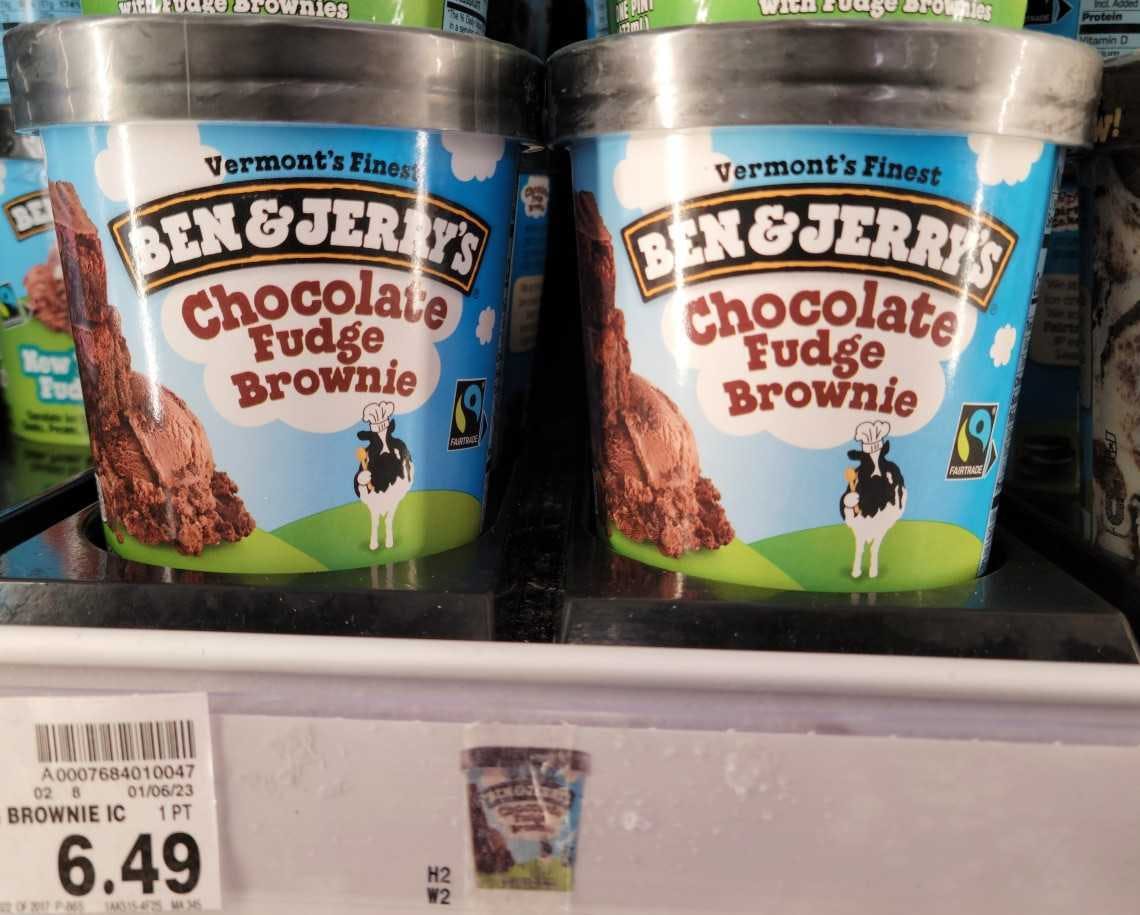 with Fudge Brownies
with Fudge Brownies
Incl. Added
Protein
Vitamin D
Vermont's Finest
BEN & JERRY'S
Chocolate
Fudge
Brownie
FAIRTRADE
Vermont's Finest
BEN & JERRY'S
Chocolate
Fudge
Brownie
FAIRTRADE
A0007684010047
02 8 01/06/23
BROWNIE IC 1 PT
6.49
H2
W2